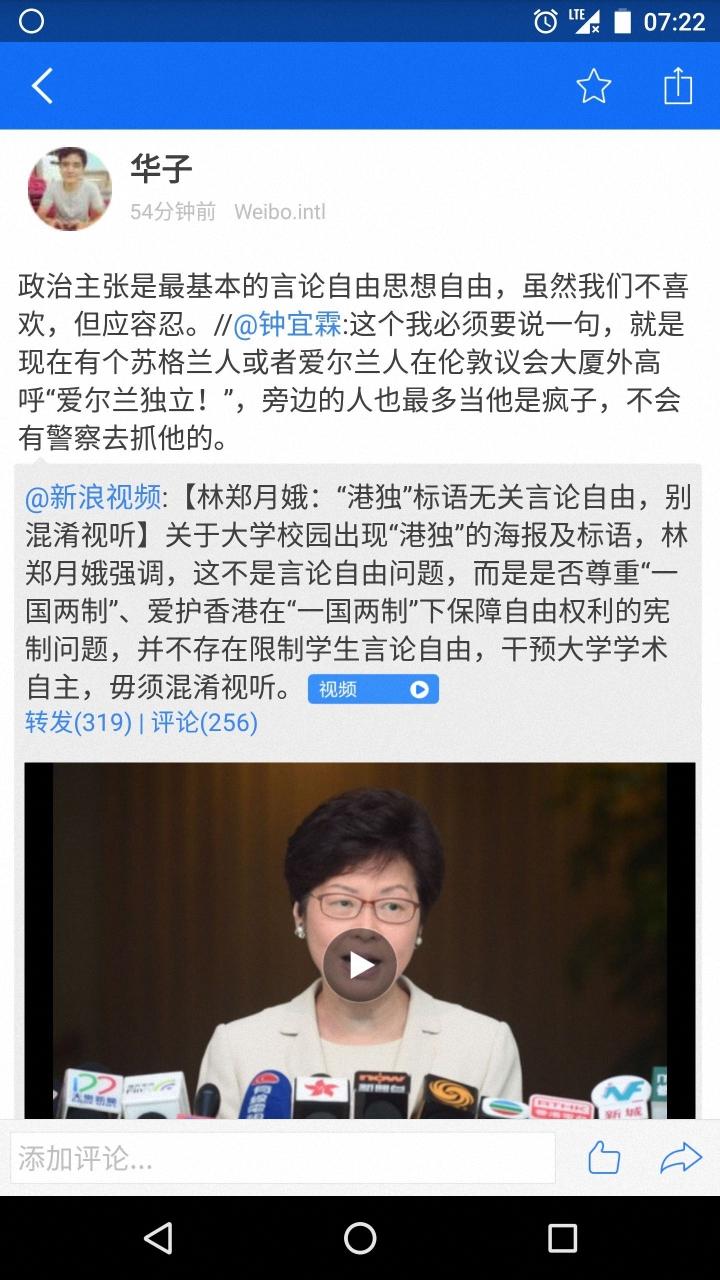 LTE 07:22
华子
54分钟前 Weibo.intl
政治主张是最基本的言论自由思想自由，虽然我们不喜
欢，但应容忍。//@钟宜霖:这个我必须要说一句，就是
现在有个苏格兰人或者爱尔兰人在伦敦议会大厦外高
呼“爱尔兰独立！”，旁边的人也最多当他是疯子，不会
有警察去抓他的。
@新浪视频:【林郑月娥：“港独”标语无关言论自由，别
混淆视听】关于大学校园出现“港独”的海报及标语，林
郑月娥强调，这不是言论自由问题，而是是否尊重“一
国两制”、爱护香港在“一国两制”下保障自由权利的宪
制问题，并不存在限制学生言论自由，干预大学学术
自主，毋须混淆视听。 视频
转发(319) | 评论(256)
now
新聞台
RTHK
新城
添加评论...